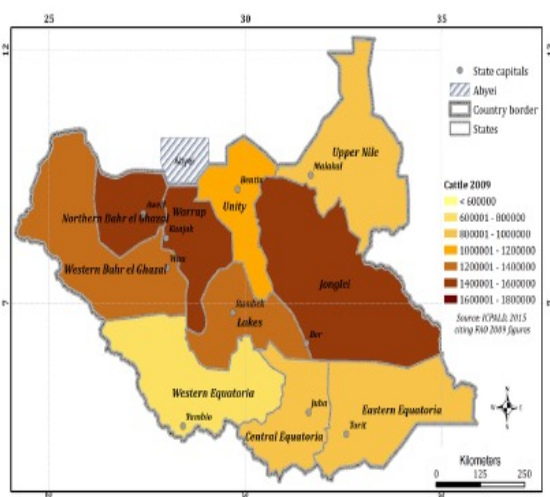 25
30
35
12
State capitals
Abyei
Country border
States
Upper Nile
Malakal
Abyei
Bentiu
Unity
Cattle 2009
< 600000
600001 - 800000
800001 - 1000000
1000001 - 1200000
1200001 - 1400000
1400001 - 1600000
1600001 - 1800000
Source: ICPALD, 2015
citing FAO 2009 figures
Northern Bahr el Ghazal
Warrap
Kuajok
Western Bahr el Ghazal
Wau
Jonglei
7
Rumbek
Lakes
Bor
Western Equatoria
Yambio
Juba
Eastern Equatoria
Torit
Central Equatoria
N
Kilometers
0 125 250